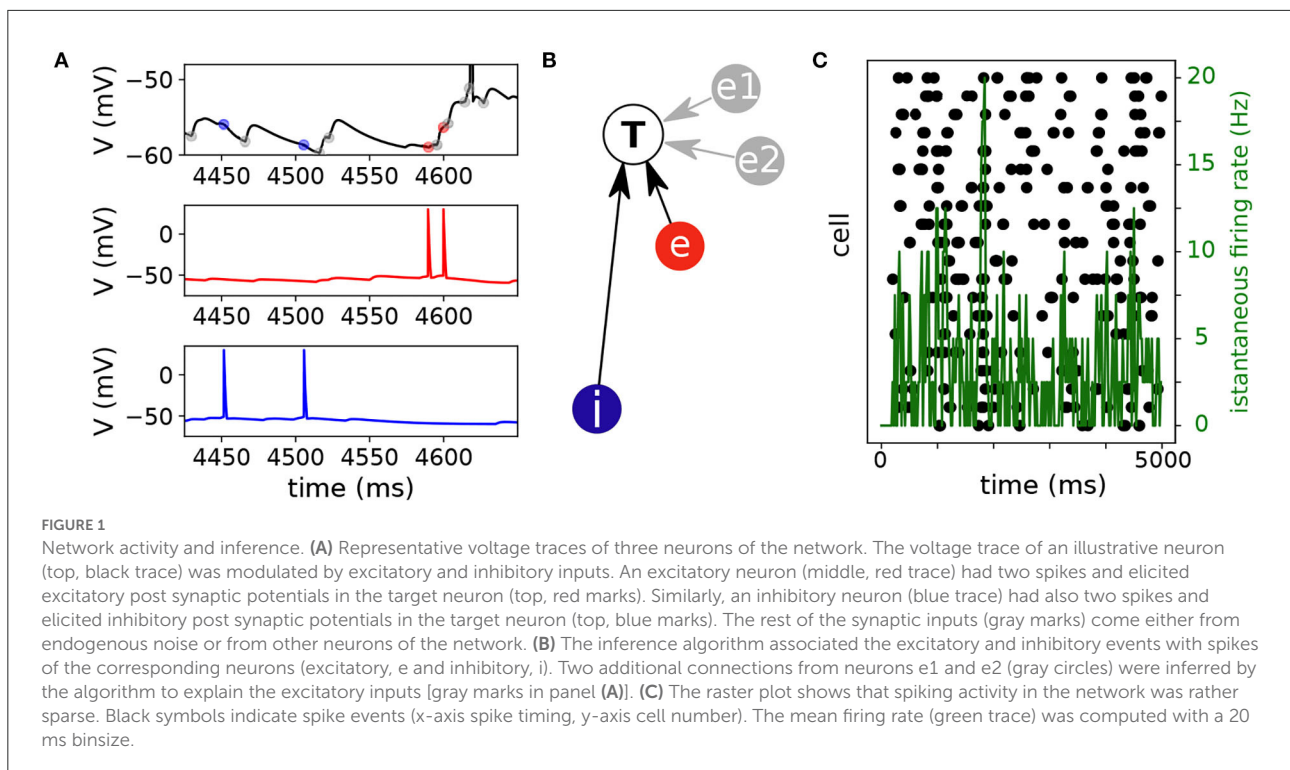 A
B
C
V (mV)
−50
−60
4450 4500 4550 4600
V (mV)
0
−50
4450 4500 4550 4600
V (mV)
0
−50
4450 4500 4550 4600
time (ms)
e1
T
e2
e
i
cell
20
15
10
5
0
istantaneous firing rate (Hz)
0 5000
time (ms)
FIGURE 1
Network activity and inference. (A) Representative voltage traces of three neurons of the network. The voltage trace of an illustrative neuron
(top, black trace) was modulated by excitatory and inhibitory inputs. An excitatory neuron (middle, red trace) had two spikes and elicited
excitatory post synaptic potentials in the target neuron (top, red marks). Similarly, an inhibitory neuron (blue trace) had also two spikes and
elicited inhibitory post synaptic potentials in the target neuron (top, blue marks). The rest of the synaptic inputs (gray marks) come either from
endogenous noise or from other neurons of the network. (B) The inference algorithm associated the excitatory and inhibitory events with spikes
of the corresponding neurons (excitatory, e and inhibitory, i). Two additional connections from neurons e1 and e2 (gray circles) were inferred by
the algorithm to explain the excitatory inputs [gray marks in panel (A)]. (C) The raster plot shows that spiking activity in the network was rather
sparse. Black symbols indicate spike events (x-axis spike timing, y-axis cell number). The mean firing rate (green trace) was computed with a 20
ms binsize.